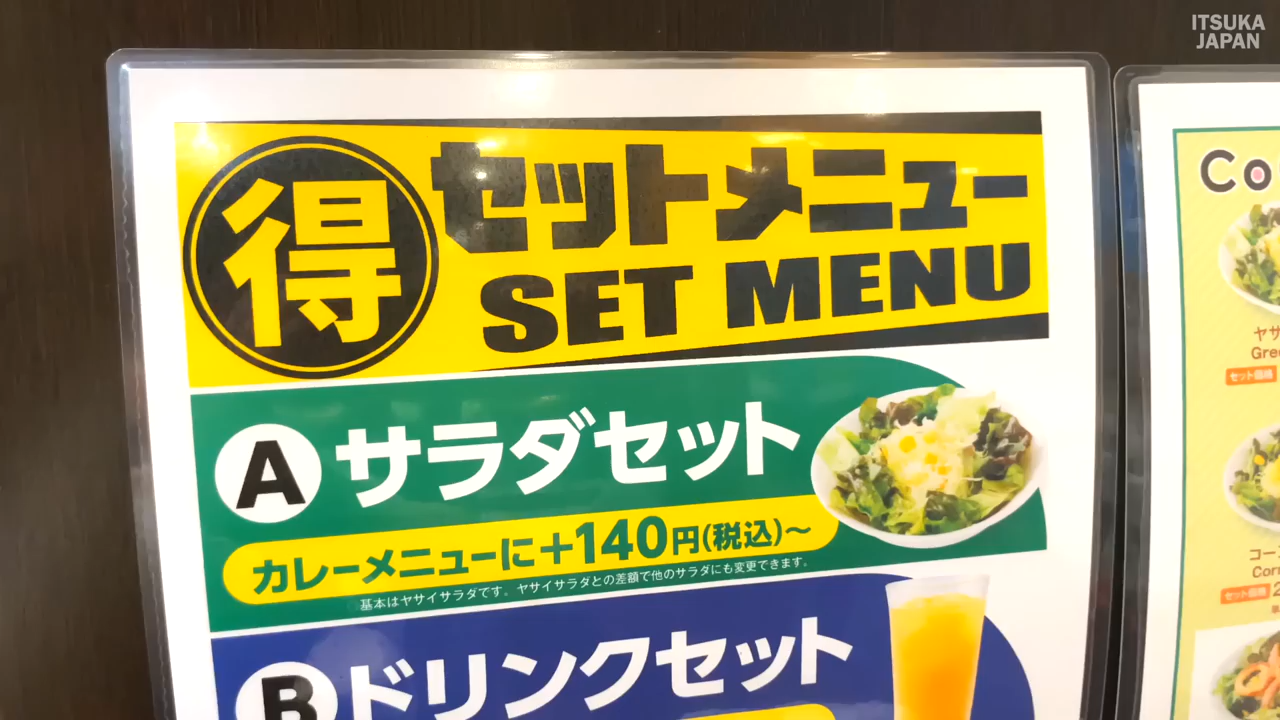 ITSUKA
JAPAN
得
セットメニュー
SET MENU
A サラダセット
カレーメニューに+140円(税込)~
基本はヤサイサラダです。ヤサイサラダとの差額で他のサラダにも変更できます。
B ドリンクセット
Co
ヤサ
Gre
セット価格
コー
Corn
セット価格 2